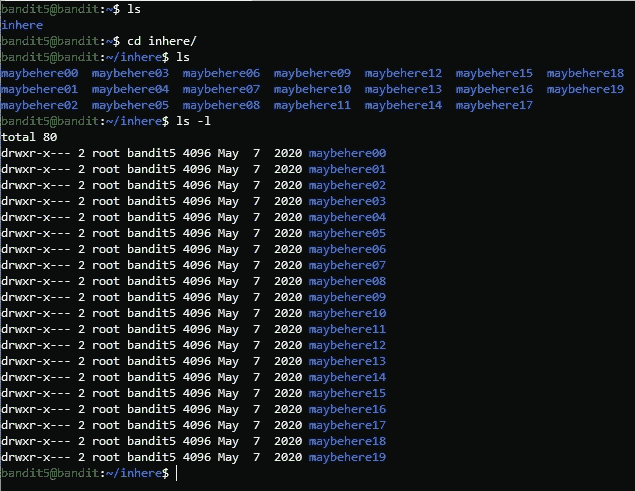 bandit5@bandit:~$ ls
inhere
bandit5@bandit:~$ cd inhere/
bandit5@bandit:~/inhere$ ls
maybehere00  maybehere03  maybehere06  maybehere09  maybehere12  maybehere15  maybehere18
maybehere01  maybehere04  maybehere07  maybehere10  maybehere13  maybehere16  maybehere19
maybehere02  maybehere05  maybehere08  maybehere11  maybehere14  maybehere17
bandit5@bandit:~/inhere$ ls -l
total 80
drwxr-x--- 2 root bandit5 4096 May  7  2020 maybehere00
drwxr-x--- 2 root bandit5 4096 May  7  2020 maybehere01
drwxr-x--- 2 root bandit5 4096 May  7  2020 maybehere02
drwxr-x--- 2 root bandit5 4096 May  7  2020 maybehere03
drwxr-x--- 2 root bandit5 4096 May  7  2020 maybehere04
drwxr-x--- 2 root bandit5 4096 May  7  2020 maybehere05
drwxr-x--- 2 root bandit5 4096 May  7  2020 maybehere06
drwxr-x--- 2 root bandit5 4096 May  7  2020 maybehere07
drwxr-x--- 2 root bandit5 4096 May  7  2020 maybehere08
drwxr-x--- 2 root bandit5 4096 May  7  2020 maybehere09
drwxr-x--- 2 root bandit5 4096 May  7  2020 maybehere10
drwxr-x--- 2 root bandit5 4096 May  7  2020 maybehere11
drwxr-x--- 2 root bandit5 4096 May  7  2020 maybehere12
drwxr-x--- 2 root bandit5 4096 May  7  2020 maybehere13
drwxr-x--- 2 root bandit5 4096 May  7  2020 maybehere14
drwxr-x--- 2 root bandit5 4096 May  7  2020 maybehere15
drwxr-x--- 2 root bandit5 4096 May  7  2020 maybehere16
drwxr-x--- 2 root bandit5 4096 May  7  2020 maybehere17
drwxr-x--- 2 root bandit5 4096 May  7  2020 maybehere18
drwxr-x--- 2 root bandit5 4096 May  7  2020 maybehere19
bandit5@bandit:~/inhere$